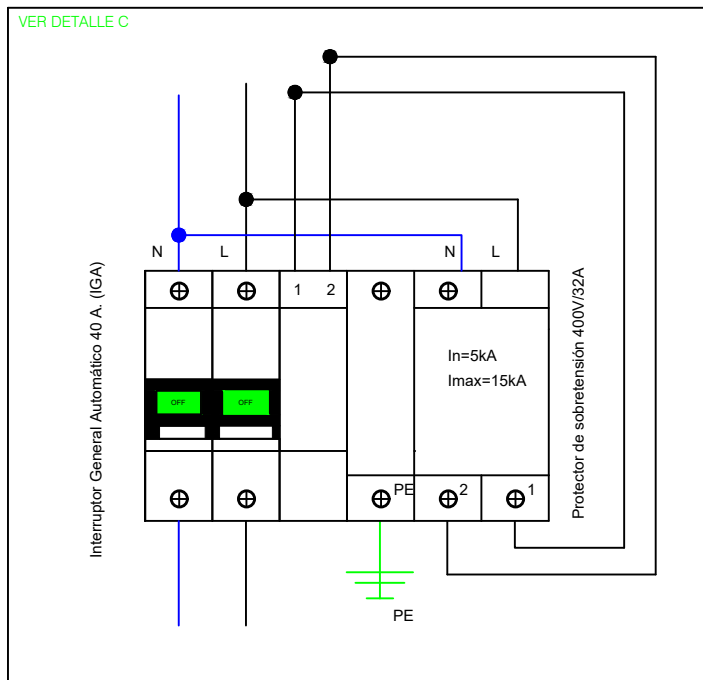 VER DETALLE C
N L N L
1 2
In=5kA
Imax=15kA
OFF OFF
PE 2 1
PE
Interruptor General Automático 40 A. (IGA)
Protector de sobretensión 400V/32A